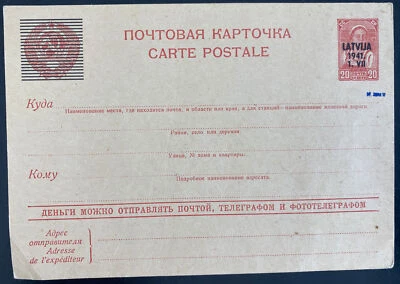 ПОЧТОВАЯ КАРТОЧКА
CARTE POSTALE
LATVIJA
1941.
1. VII
20 20
Куда
Наименование места, где находится почта, и области или края, а для станций—наименование железной дороги
Район, село или деревня
Улица, № дома и квартиры.
Кому
Подробное наименование адресата.
ДЕНЬГИ МОЖНО ОТПРАВЛЯТЬ ПОЧТОЙ, ТЕЛЕГРАФОМ И ФОТОТЕЛЕГРАФОМ
Адрес
отправителя
Adresse
de l'expéditeur